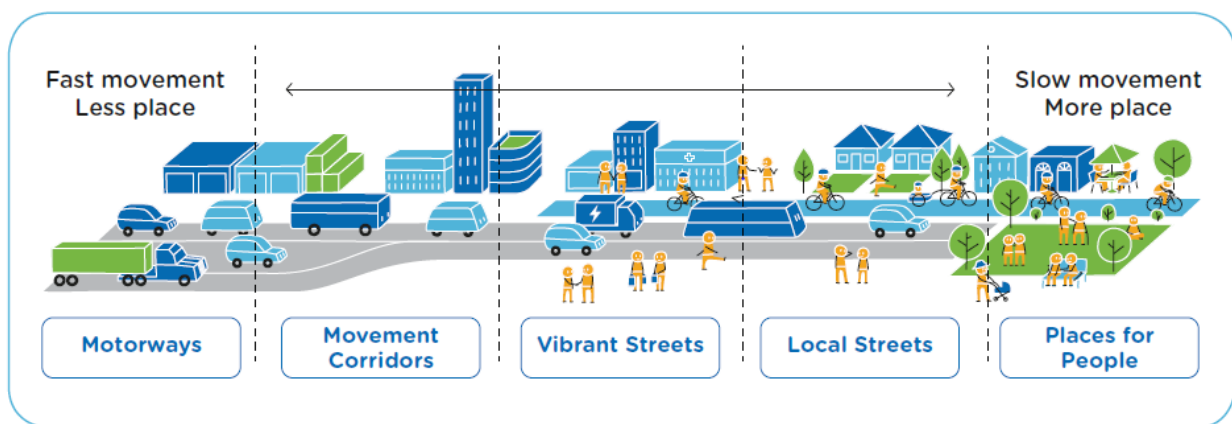 Fast movement
Less place
Slow movement
More place
Motorways
Movement
Corridors
Vibrant Streets
Local Streets
Places for
People